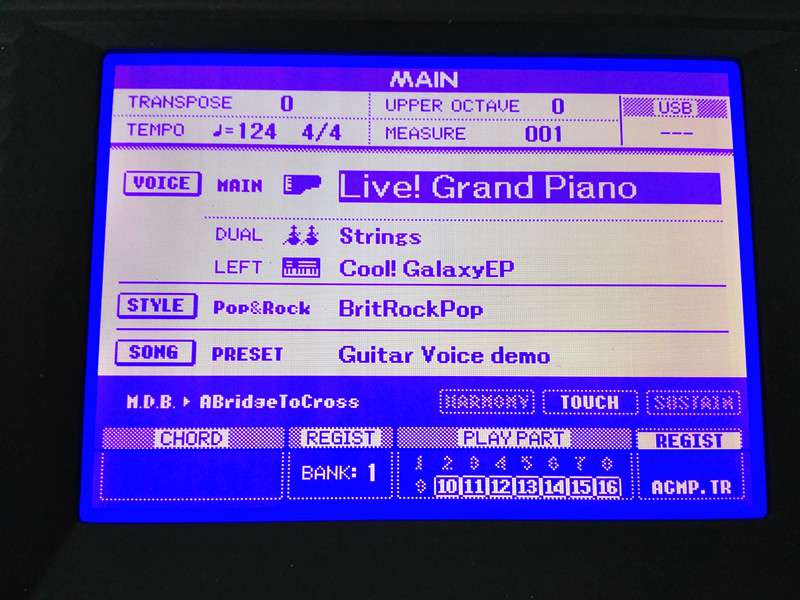 MAIN
TRANSPOSE 0 UPPER OCTAVE 0 USB
TEMPO ♩=124 4/4 MEASURE 001 ---
VOICE MAIN Live! Grand Piano
DUAL Strings
LEFT Cool! GalaxyEP
STYLE Pop&Rock BritRockPop
SONG PRESET Guitar Voice demo
M.D.B. ▸ ABridgeToCross HARMONY TOUCH SUSTAIN
CHORD REGIST PLAY PART REGIST
1 2 3 4 5 6 7 8
BANK: 1
9 10 11 12 13 14 15 16 ACMP.TR